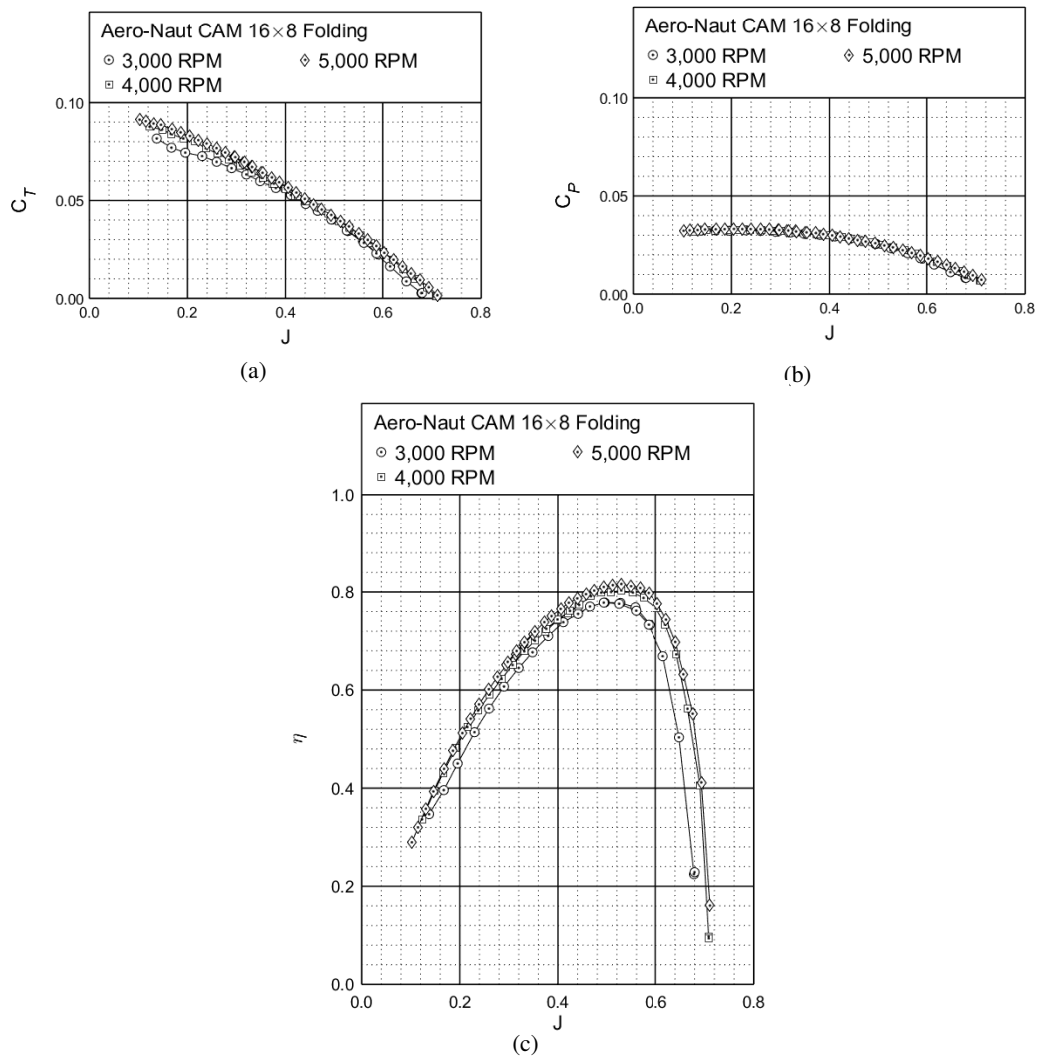 Aero-Naut CAM 16×8 Folding
3,000 RPM 5,000 RPM
4,000 RPM
0.10
0.05
0.00
C_T
0.0 0.2 0.4 0.6 0.8
J
(a)
Aero-Naut CAM 16×8 Folding
3,000 RPM 5,000 RPM
4,000 RPM
0.10
0.05
0.00
C_P
0.0 0.2 0.4 0.6 0.8
J
(b)
Aero-Naut CAM 16×8 Folding
3,000 RPM 5,000 RPM
4,000 RPM
1.0
0.8
0.6
η
0.4
0.2
0.0
0.0 0.2 0.4 0.6 0.8
J
(c)